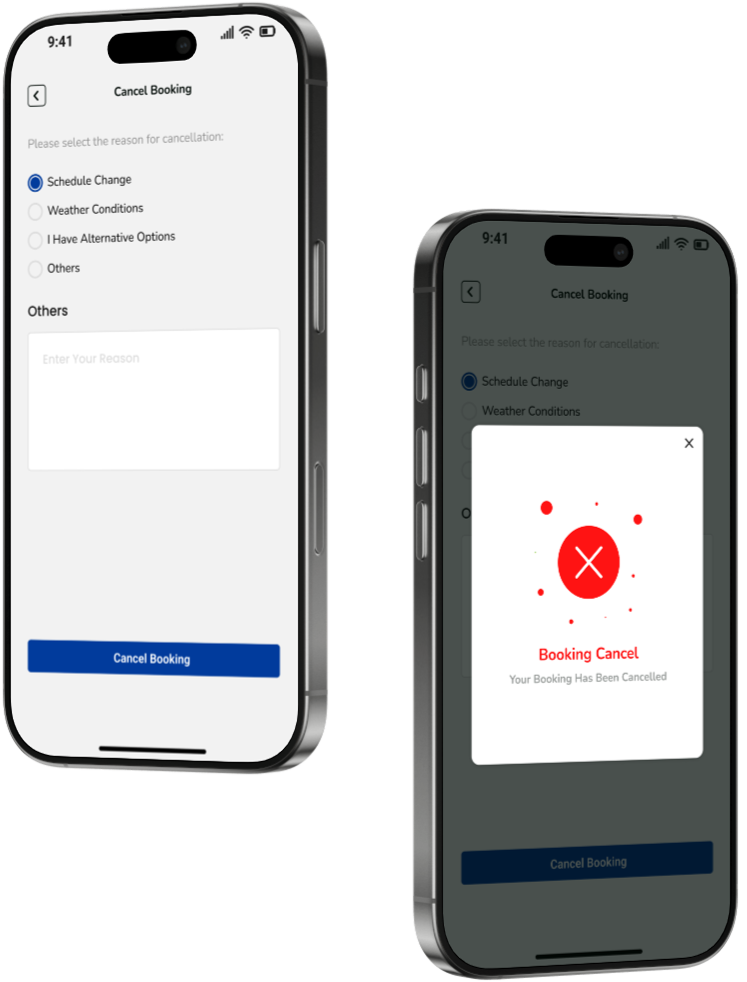 9:41
Cancel Booking
Please select the reason for cancellation:
Schedule Change
Weather Conditions
I Have Alternative Options
Others
Others
Enter Your Reason
Cancel Booking
9:41
Cancel Booking
Please select the reason for cancellation:
Schedule Change
Weather Conditions
O
X
Booking Cancel
Your Booking Has Been Cancelled
Cancel Booking